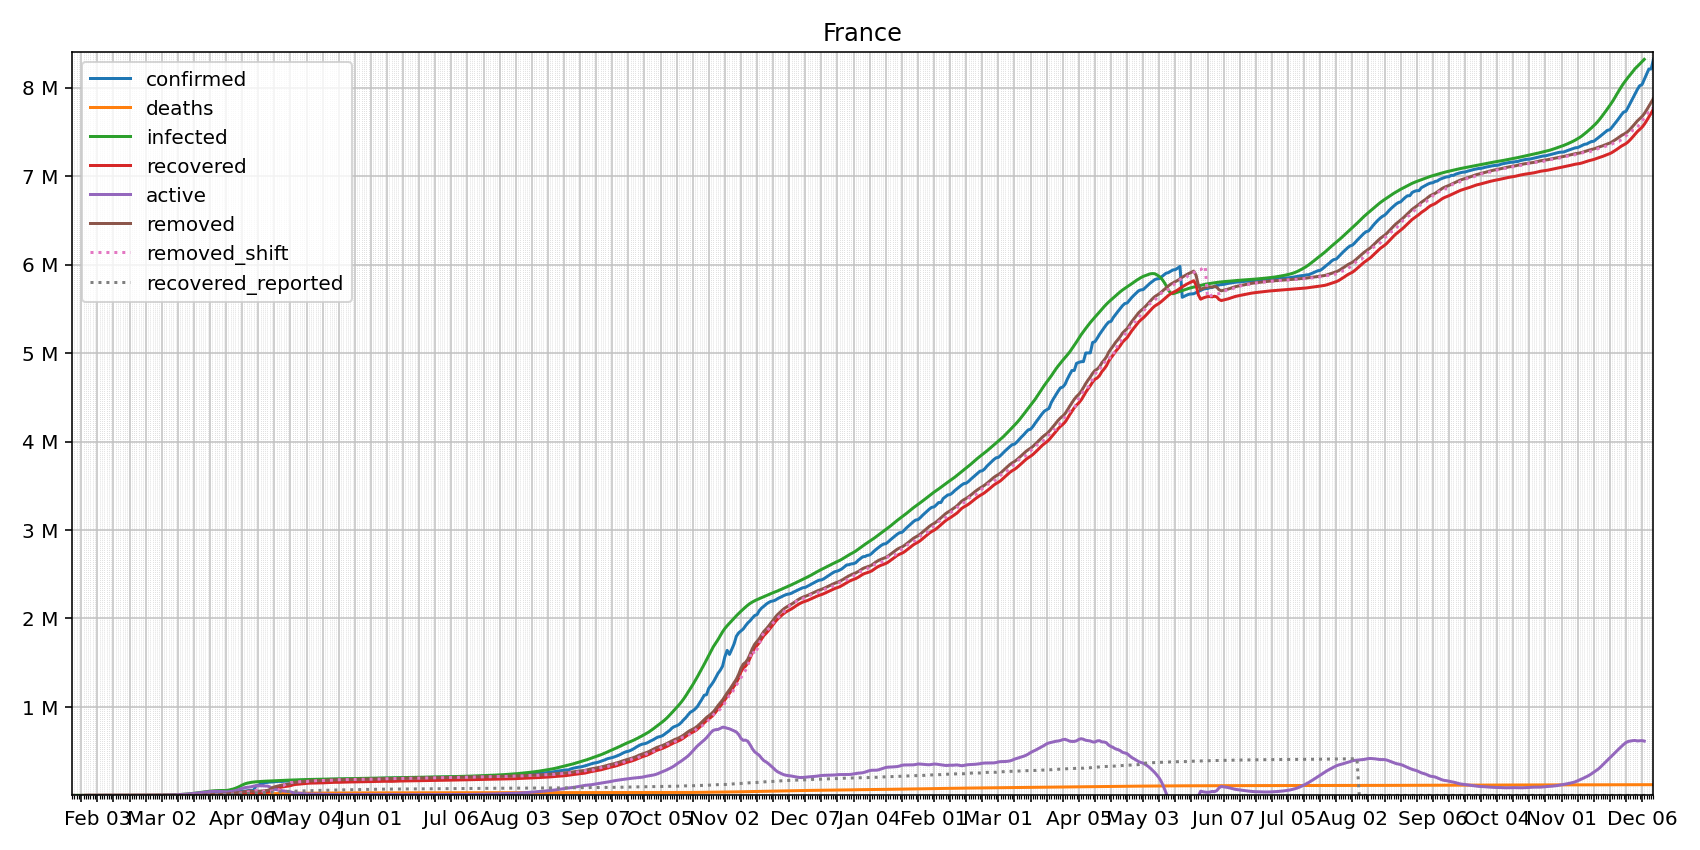 France
confirmed
deaths
infected
recovered
active
removed
removed_shift
recovered_reported
8 M
7 M
6 M
5 M
4 M
3 M
2 M
1 M
Feb 03 Mar 02 Apr 06 May 04 Jun 01 Jul 06 Aug 03 Sep 07 Oct 05 Nov 02 Dec 07 Jan 04 Feb 01 Mar 01 Apr 05 May 03 Jun 07 Jul 05 Aug 02 Sep 06 Oct 04 Nov 01 Dec 06